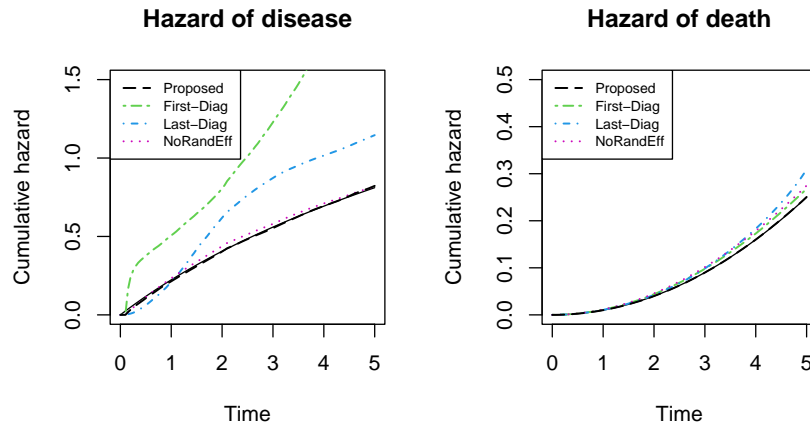 Hazard of disease
Cumulative hazard
1.5
1.0
0.5
0.0
Proposed
First−Diag
Last−Diag
NoRandEff
0 1 2 3 4 5
Time
Hazard of death
Cumulative hazard
0.5
0.4
0.3
0.2
0.1
0.0
Proposed
First−Diag
Last−Diag
NoRandEff
0 1 2 3 4 5
Time